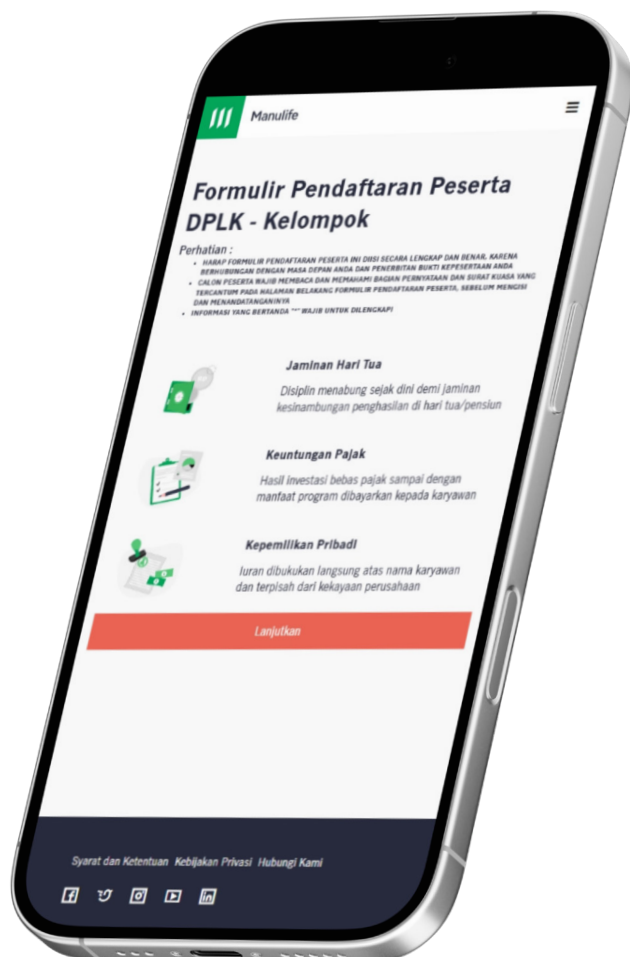 Manulife
Formulir Pendaftaran Peserta
DPLK - Kelompok
Perhatian :
• HARAP FORMULIR PENDAFTARAN PESERTA INI DIISI SECARA LENGKAP DAN BENAR. KARENA
BERHUBUNGAN DENGAN MASA DEPAN ANDA DAN PENERBITAN BUKTI KEPESERTAAN ANDA
• CALON PESERTA WAJIB MEMBACA DAN MEMAHAMI BAGIAN PERNYATAAN DAN SURAT KUASA YANG
TERCANTUM PADA HALAMAN BELAKANG FORMULIR PENDAFTARAN PESERTA, SEBELUM MENGISI
DAN MENANDATANGANINYA
• INFORMASI YANG BERTANDA "*" WAJIB UNTUK DILENGKAPI
Jaminan Hari Tua
Disiplin menabung sejak dini demi jaminan
kesinambungan penghasilan di hari tua/pensiun
Keuntungan Pajak
Hasil investasi bebas pajak sampai dengan
manfaat program dibayarkan kepada karyawan
Kepemilikan Pribadi
Iuran dibukukan langsung atas nama karyawan
dan terpisah dari kekayaan perusahaan
Lanjutkan
Syarat dan Ketentuan Kebijakan Privasi Hubungi Kami